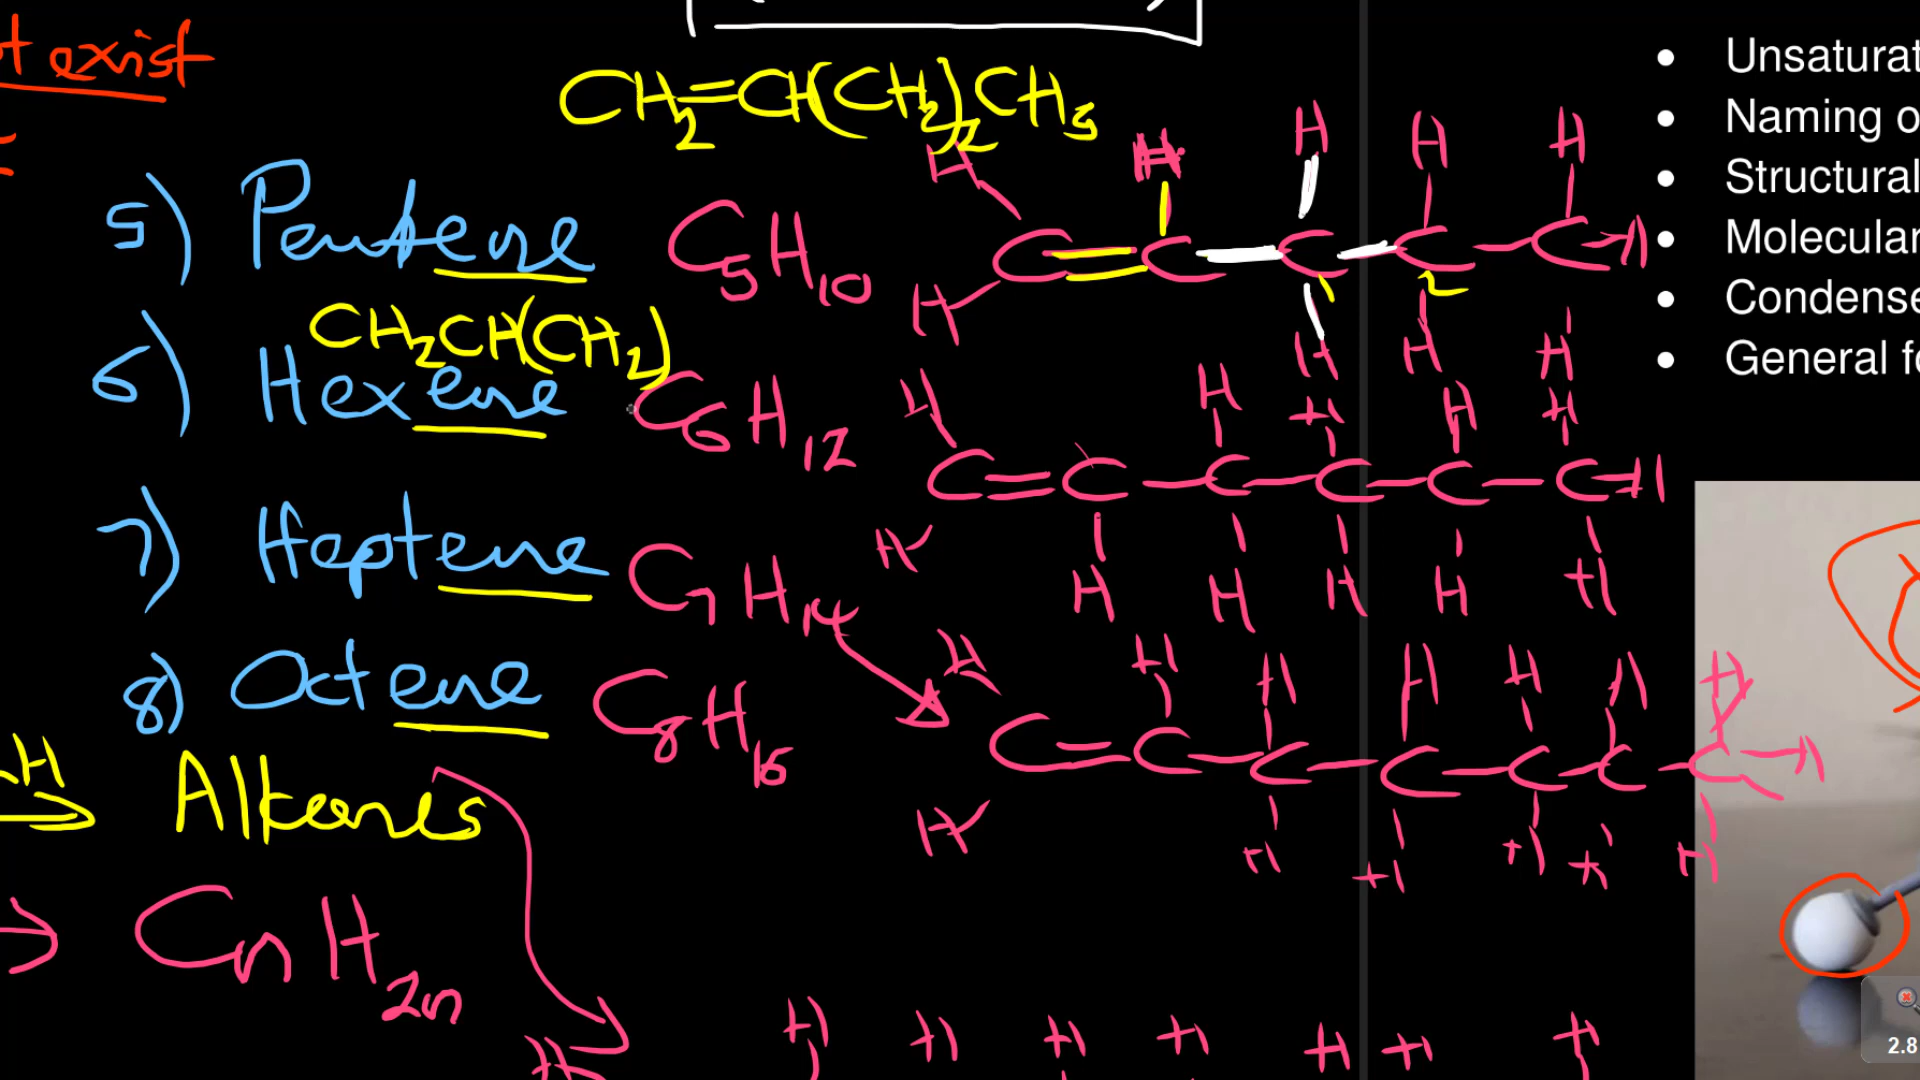 t exist
CH2=CH(CH2)2CH3
5) Pentene C5H10
CH2CH(CH2)
6) Hexene C6H12
7) Heptene C7H14
8) Octene C8H16
H
Alkenes
CnH2n
H H H H H
C=C-C-C-C-H
H H H H
H H H H H
C=C-C-C-C-C-H
H H H H H H
H H H H H H H
C=C-C-C-C-C-C-H
H H H H H H
H H H H H H H H
• Unsaturat
• Naming o
• Structural
• Molecular
• Condense
• General fo
2.8